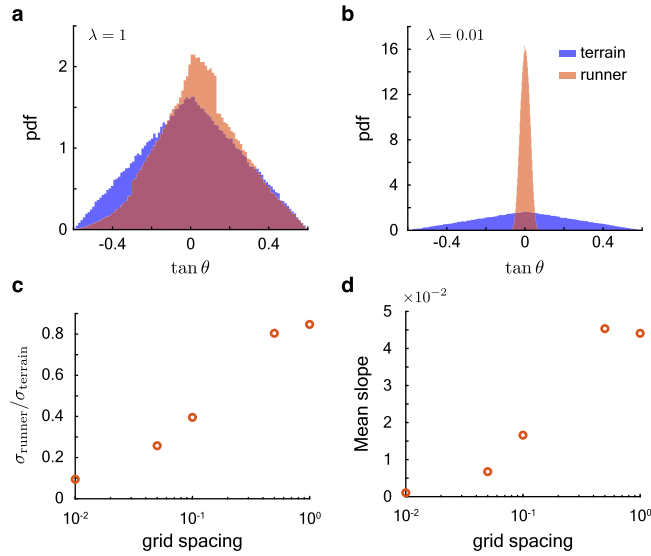 a
λ = 1
2
1
0
pdf
-0.4
0
0.4
tan θ
b
λ = 0.01
terrain
runner
16
12
8
4
0
pdf
-0.4
0
0.4
tan θ
c
0.8
0.6
0.4
0.2
0
σrunner/σterrain
10-2
10-1
100
grid spacing
d
×10-2
5
4
3
2
1
0
Mean slope
10-2
10-1
100
grid spacing